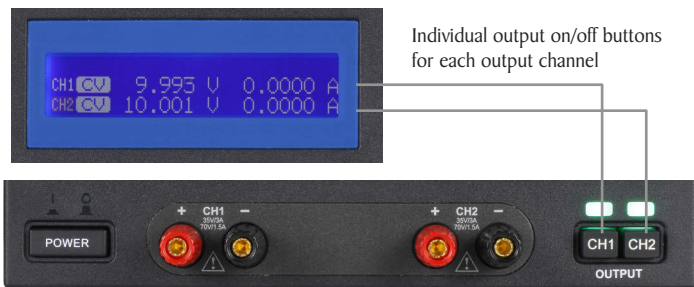 Individual output on/off buttons
for each output channel
CH1 CV 9.993 V 0.0000 A
CH2 CV 10.001 V 0.0000 A
I O
POWER
+ CH1 −
35V/3A
70V/1.5A
+ CH2 −
35V/3A
70V/1.5A
CH1 CH2
OUTPUT